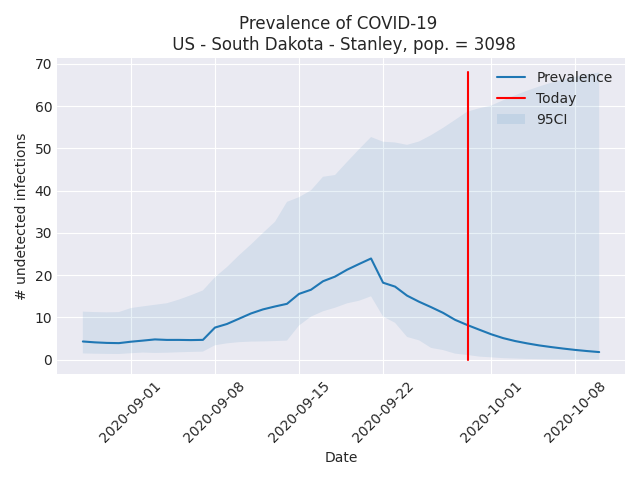 Prevalence of COVID-19
US - South Dakota - Stanley, pop. = 3098
70
60
50
40
30
20
10
0
# undetected infections
Prevalence
Today
95CI
2020-09-01
2020-09-08
2020-09-15
2020-09-22
2020-10-01
2020-10-08
Date